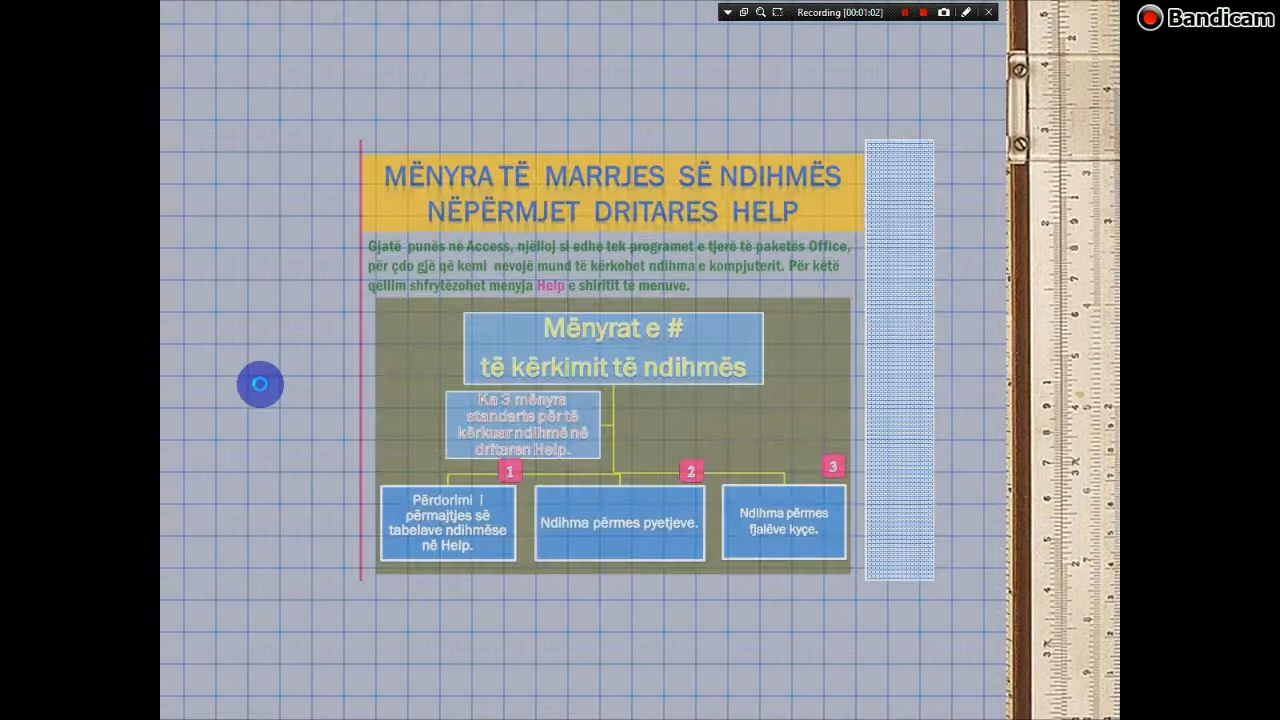 Recording [00:01:02]
Bandicam
MËNYRA TË MARRJES SË NDIHMËS
NËPËRMJET DRITARES HELP
Gjatë punës në Access, njëlloj si edhe tek programet e tjerë të paketës Office,
për çdo gjë që kemi nevojë mund të kërkohet ndihma e kompjuterit. Për këtë
qellim shfrytëzohet menyja Help e shiritit të menuve.
Mënyrat e #
të kërkimit të ndihmës
Ka 3 mënyra
standarte për të
kërkuar ndihmë në
dritaren Help.
1
2
3
Përdorimi i
përmajtjes së
tabelave ndihmëse
në Help.
Ndihma përmes pyetjeve.
Ndihma përmes
fjalëve kyçe.